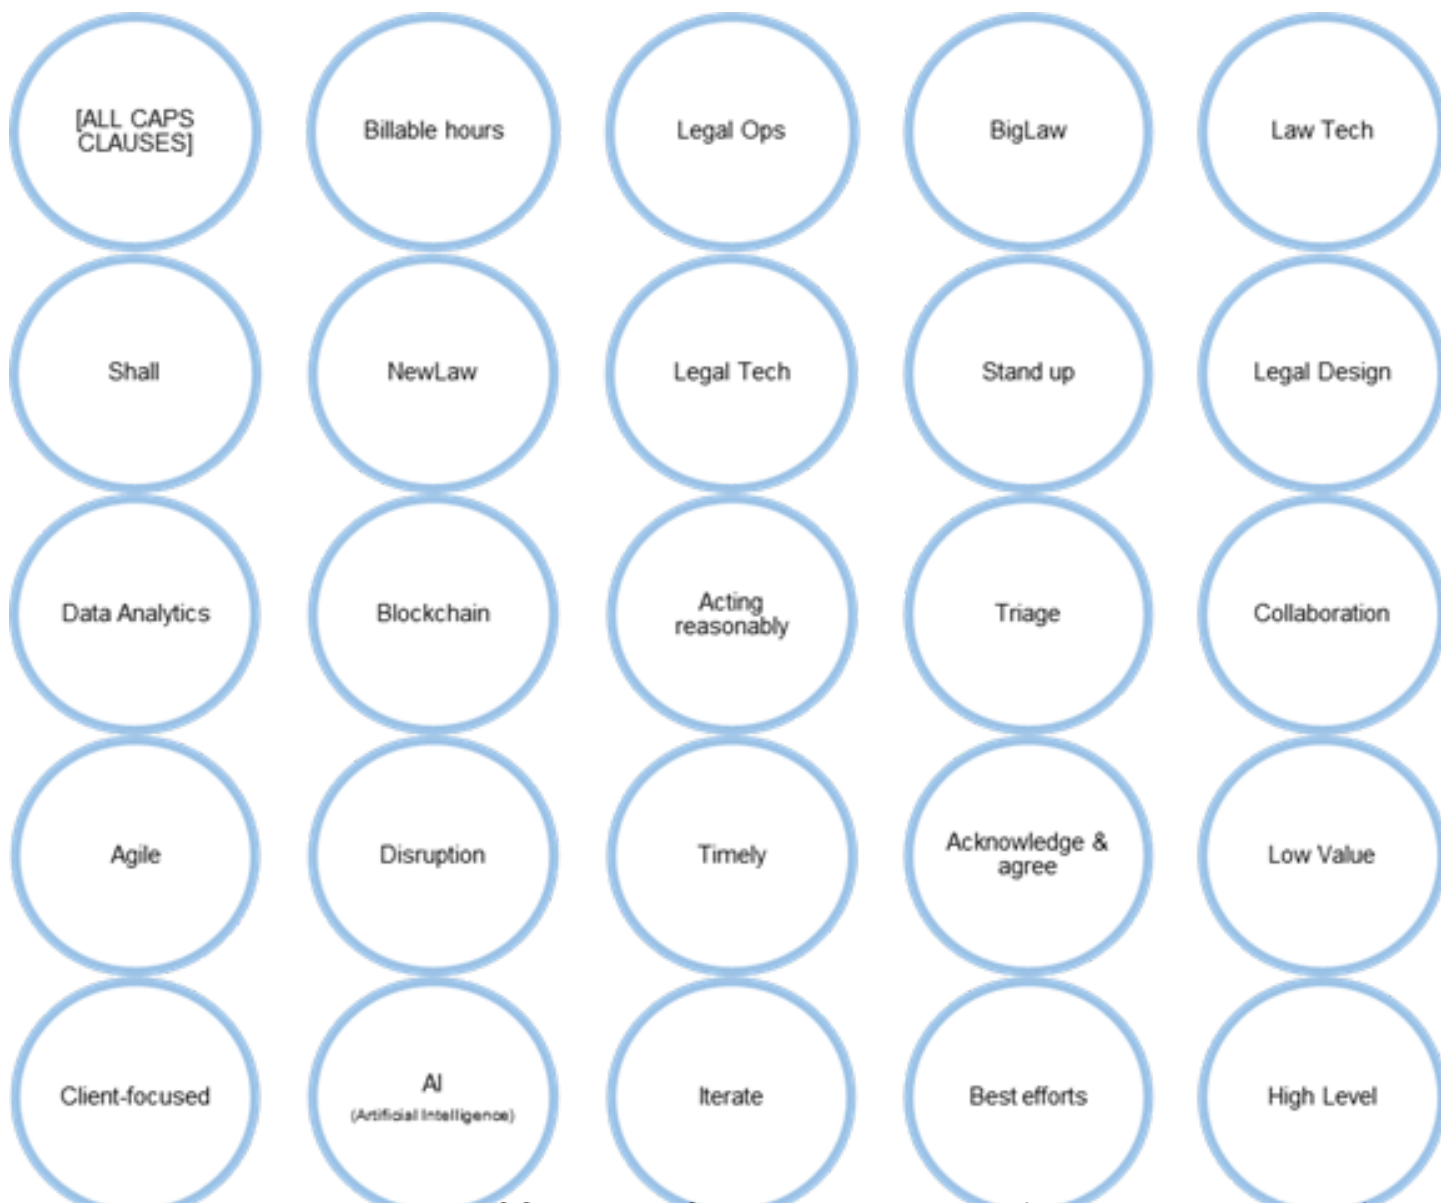 [ALL CAPS
CLAUSES]
Billable hours
Legal Ops
BigLaw
Law Tech
Shall
NewLaw
Legal Tech
Stand up
Legal Design
Data Analytics
Blockchain
Acting
reasonably
Triage
Collaboration
Agile
Disruption
Timely
Acknowledge &
agree
Low Value
Client-focused
AI
(Artificial Intelligence)
Iterate
Best efforts
High Level